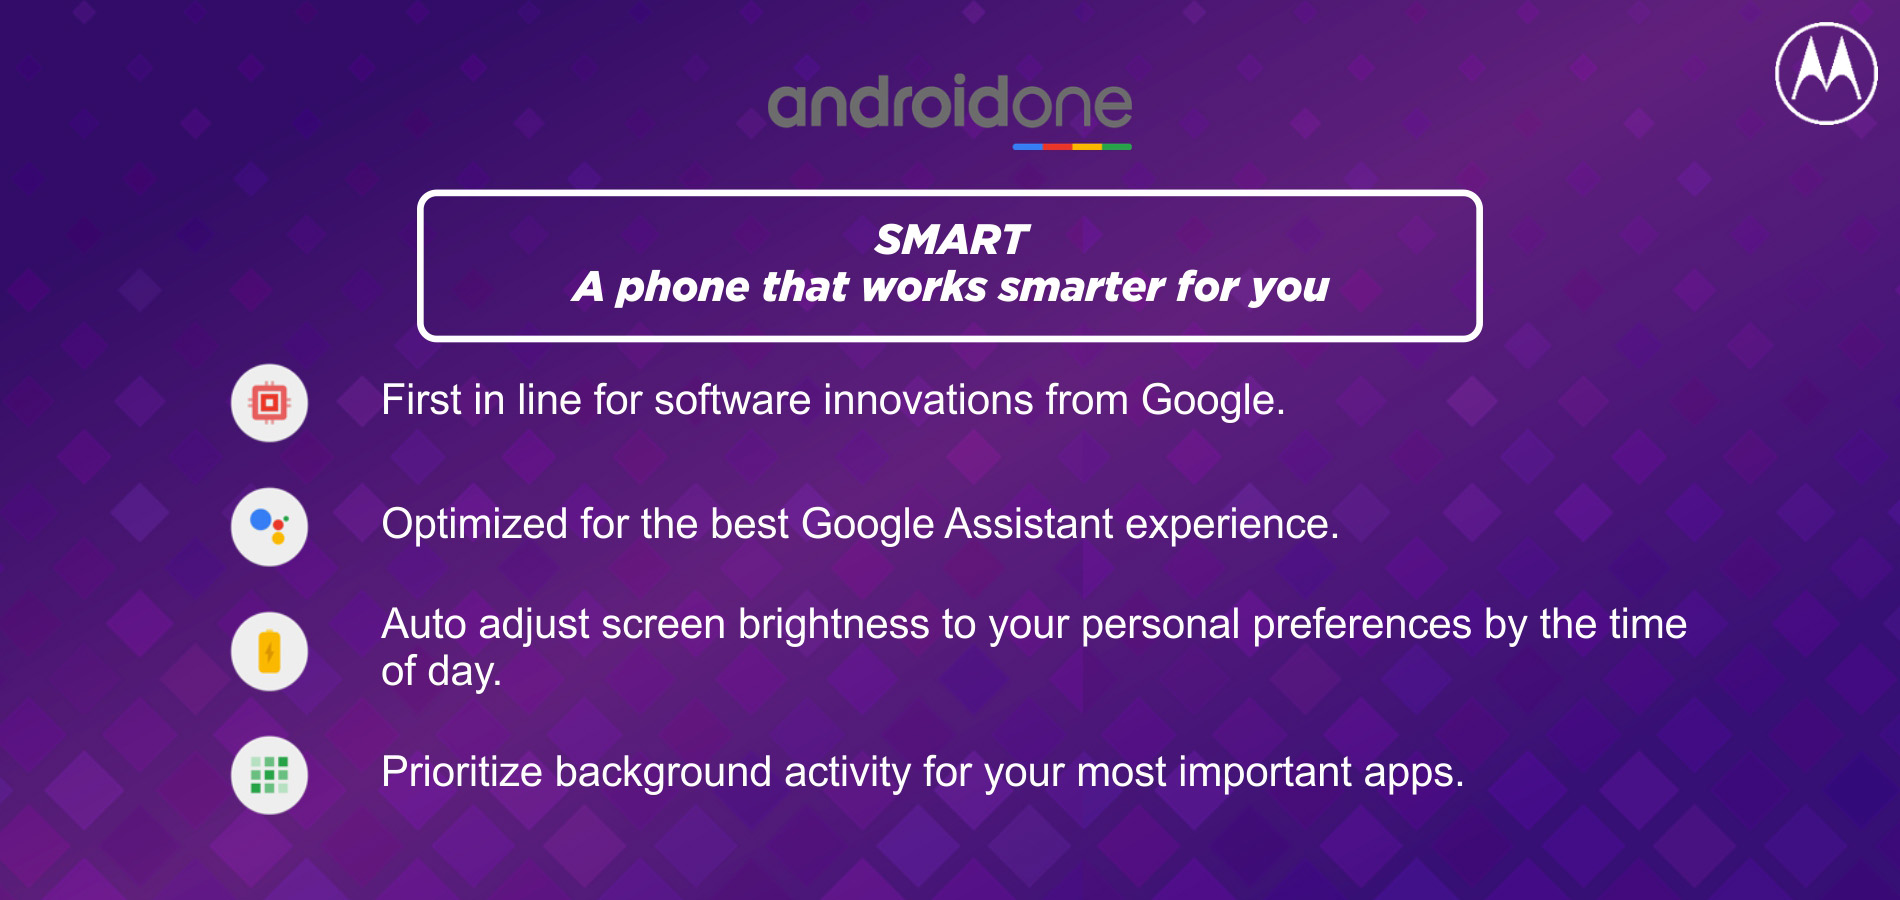 androidone
SMART
A phone that works smarter for you
First in line for software innovations from Google.
Optimized for the best Google Assistant experience.
Auto adjust screen brightness to your personal preferences by the time
of day.
Prioritize background activity for your most important apps.